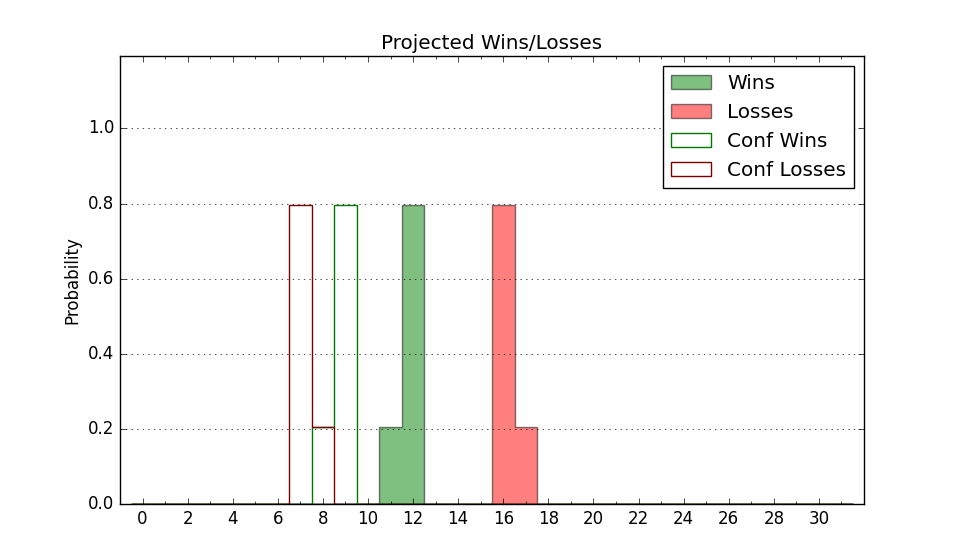 Projected Wins/Losses
Wins
Losses
Conf Wins
Conf Losses
Probability
1.0
0.8
0.6
0.4
0.2
0.0
0 2 4 6 8 10 12 14 16 18 20 22 24 26 28 30